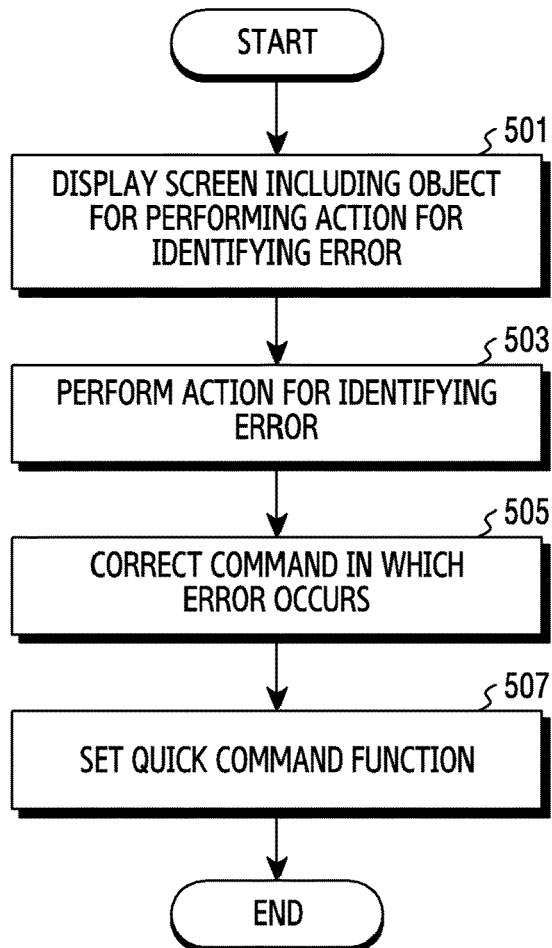 START
501
DISPLAY SCREEN INCLUDING OBJECT
FOR PERFORMING ACTION FOR
IDENTIFYING ERROR
503
PERFORM ACTION FOR IDENTIFYING
ERROR
505
CORRECT COMMAND IN WHICH
ERROR OCCURS
507
SET QUICK COMMAND FUNCTION
END